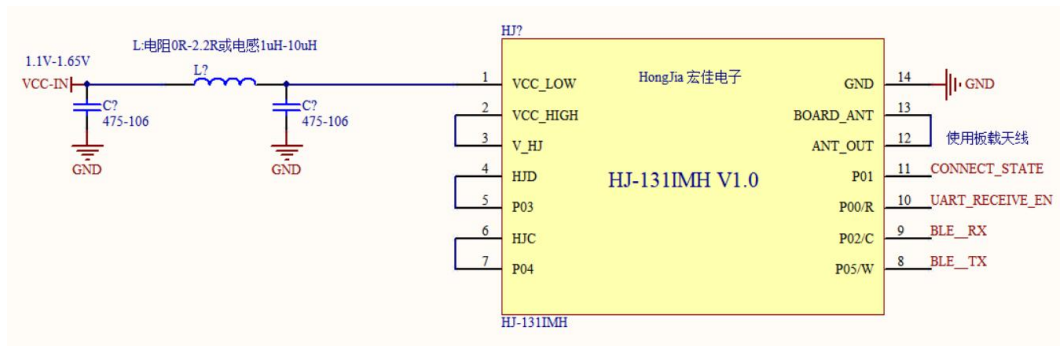 HJ?
L:电阻0R-2.2R或电感1uH-10uH
1.1V-1.65V
VCC-IN
L?
C?
475-106
GND
C?
475-106
GND
1 VCC_LOW
2 VCC_HIGH
3 V_HJ
4 HJD
5 P03
6 HJC
7 P04
HongJia 宏佳电子
HJ-131IMH V1.0
GND 14 GND
BOARD_ANT 13
ANT_OUT 12
使用板载天线
P01 11 CONNECT_STATE
P00/R 10 UART_RECEIVE_EN
P02/C 9 BLE__RX
P05/W 8 BLE__TX
HJ-131IMH